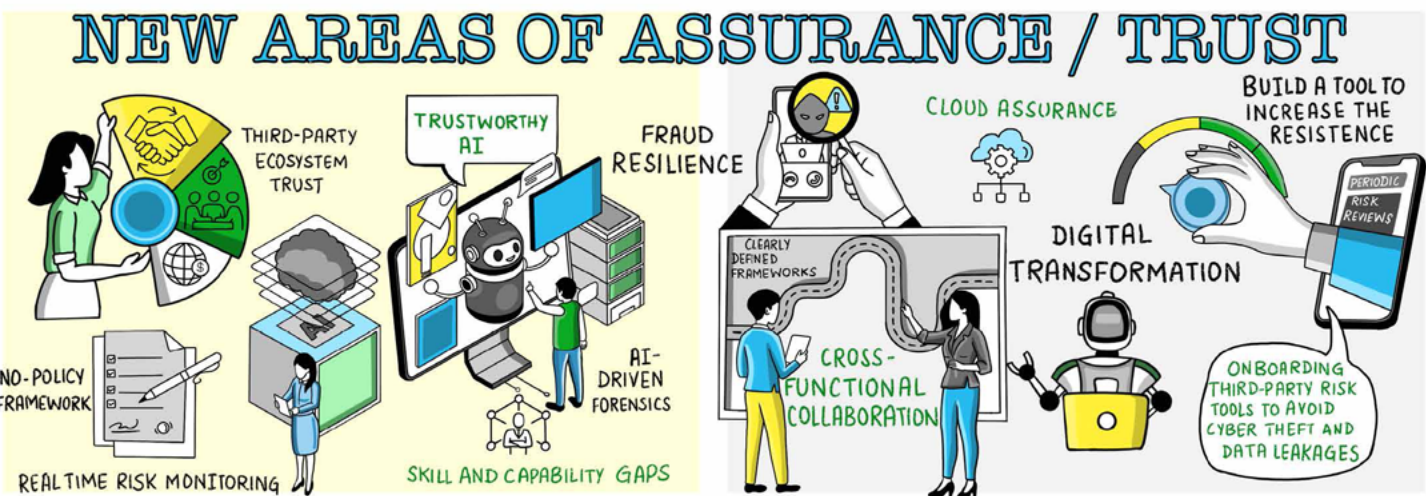 NEW AREAS OF ASSURANCE / TRUST
THIRD-PARTY
ECOSYSTEM
TRUST
TRUSTWORTHY
AI
FRAUD
RESILIENCE
AI
NO-POLICY
FRAMEWORK
REAL TIME RISK MONITORING
AI-
DRIVEN
FORENSICS
SKILL AND CAPABILITY GAPS
CLOUD ASSURANCE
BUILD A TOOL TO
INCREASE THE
RESISTENCE
PERIODIC
RISK
REVIEWS
CLEARLY
DEFINED
FRAMEWORKS
DIGITAL
TRANSFORMATION
CROSS-
FUNCTIONAL
COLLABORATION
ONBOARDING
THIRD-PARTY RISK
TOOLS TO AVOID
CYBER THEFT AND
DATA LEAKAGES